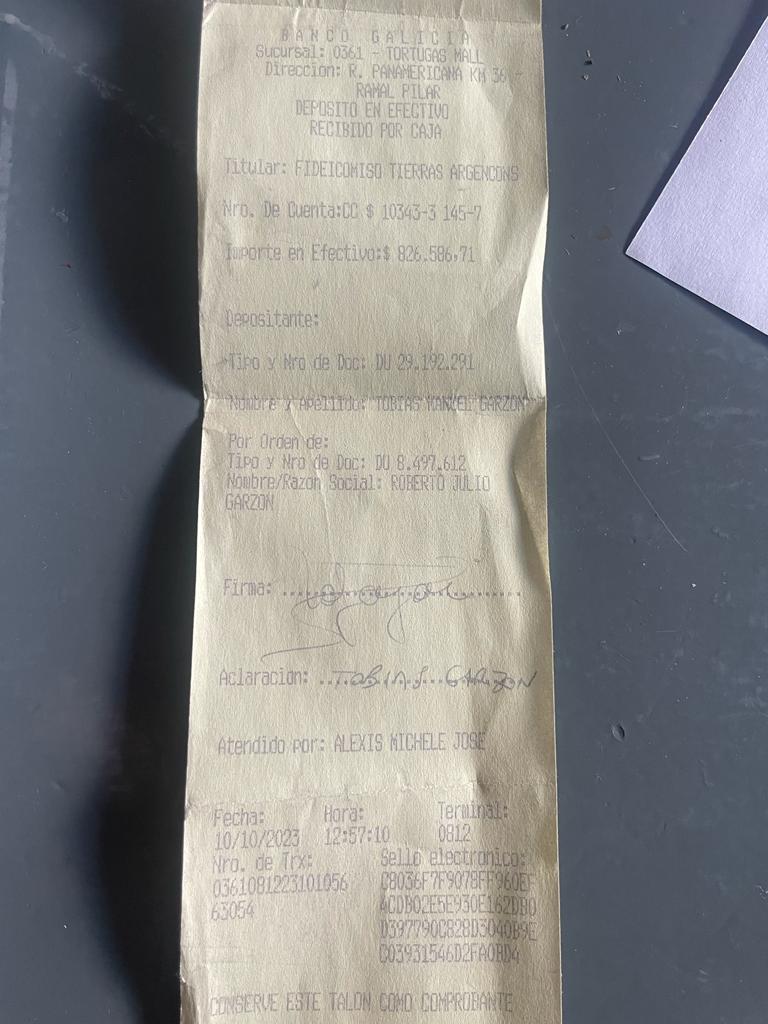 BANCO GALICIA
Sucursal: 0361 - TORTUGAS MALL
Direccion: R. PANAMERICANA KM 36 -
RAMAL PILAR
DEPOSITO EN EFECTIVO
RECIBIDO POR CAJA
Titular: FIDEICOMISO TIERRAS ARGENCONS
Nro. De Cuenta:CC $ 10343-3 145-7
Importe en Efectivo:$ 826.586,71
Depositante:
Tipo y Nro de Doc: DU 29.192.291
Nombre y Apellido: TOBIAS MANUEL GARZON
Por Orden de:
Tipo y Nro de Doc: DU 8.497.612
Nombre/Razon Social: ROBERTO JULIO
GARZON
Firma:
Aclaracion: TOBIAS GARZON
Atendido por: ALEXIS MICHELE JOSE
Fecha: Hora: Terminal:
10/10/2023 12:57:10 0812
Nro. de Trx: Sello electronico:
0361081223101056 C8036F7F9078FF960EF
63054 4CDB02E5E930E162DB0
D397790C828D3040B9E
C03931546D2FA0BD4
CONSERVE ESTE TALON COMO COMPROBANTE